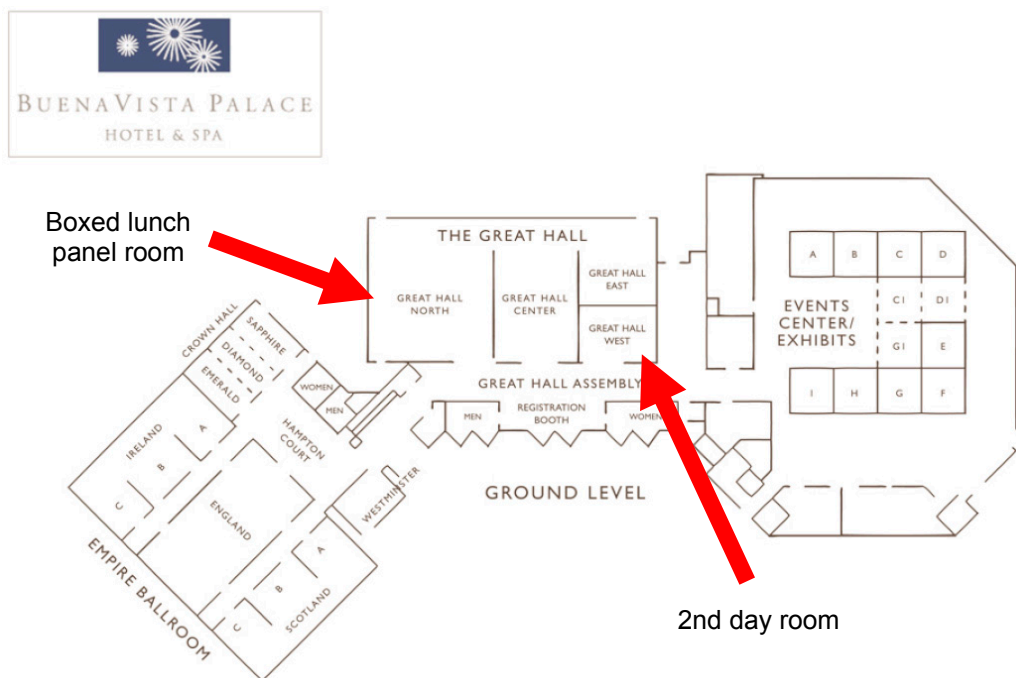 BUENAVISTA PALACE
HOTEL & SPA
Boxed lunch
panel room
THE GREAT HALL
GREAT HALL
NORTH
GREAT HALL
CENTER
GREAT HALL
EAST
GREAT HALL
WEST
GREAT HALL ASSEMBLY
MEN
REGISTRATION
BOOTH
WOMEN
GROUND LEVEL
A
B
C
D
C1
D1
EVENTS
CENTER/
EXHIBITS
G1
E
I
H
G
F
CROWN HALL
SAPPHIRE
DIAMOND
EMERALD
WOMEN
MEN
HAMPTON
COURT
IRELAND
A
B
C
ENGLAND
WESTMINSTER
A
B
C
SCOTLAND
EMPIRE BALLROOM
2nd day room